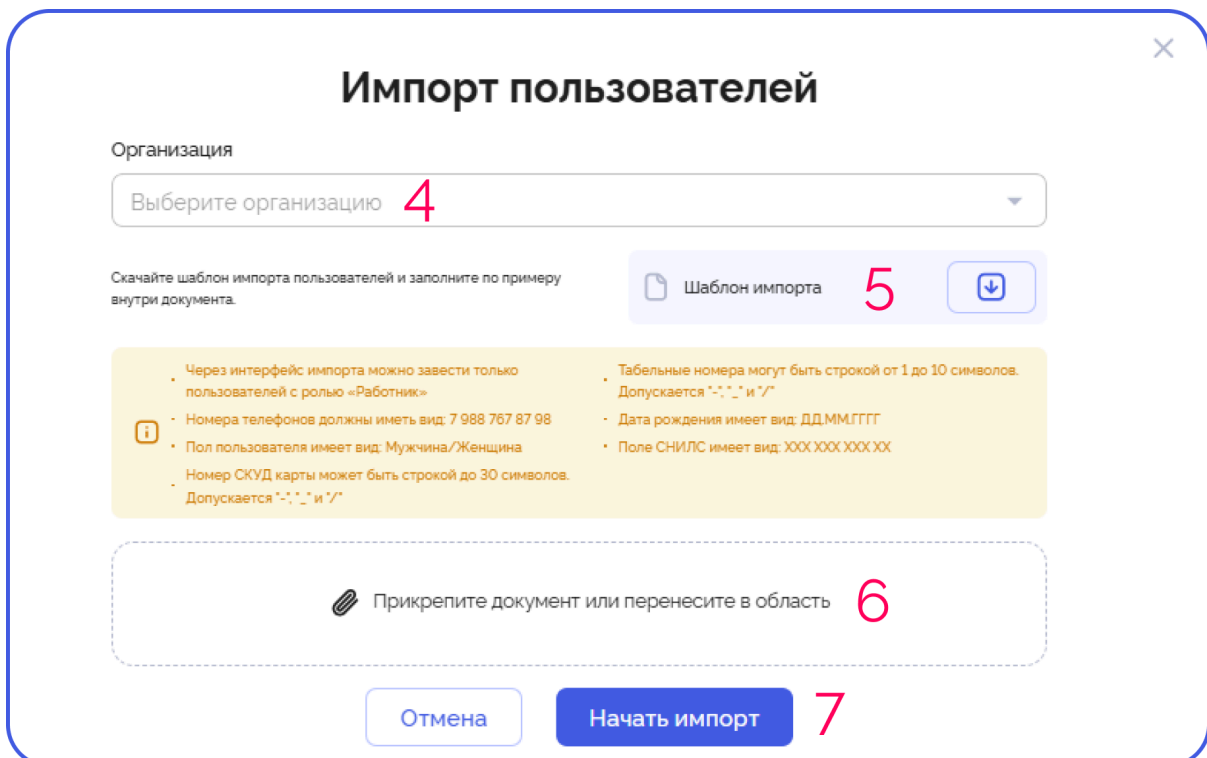 Импорт пользователей
Организация
Выберите организацию 4
Скачайте шаблон импорта пользователей и заполните по примеру
внутри документа.
Шаблон импорта 5
· Через интерфейс импорта можно завести только
пользователей с ролью «Работник»
· Номера телефонов должны иметь вид: 7 988 767 87 98
· Пол пользователя имеет вид: Мужчина/Женщина
· Номер СКУД карты может быть строкой до 30 символов.
Допускается "-", "_" и "/"
· Табельные номера могут быть строкой от 1 до 10 символов.
Допускается "-", "_" и "/"
· Дата рождения имеет вид: ДД.ММ.ГГГГ
· Поле СНИЛС имеет вид: XXX XXX XXX XX
Прикрепите документ или перенесите в область 6
Отмена
Начать импорт 7